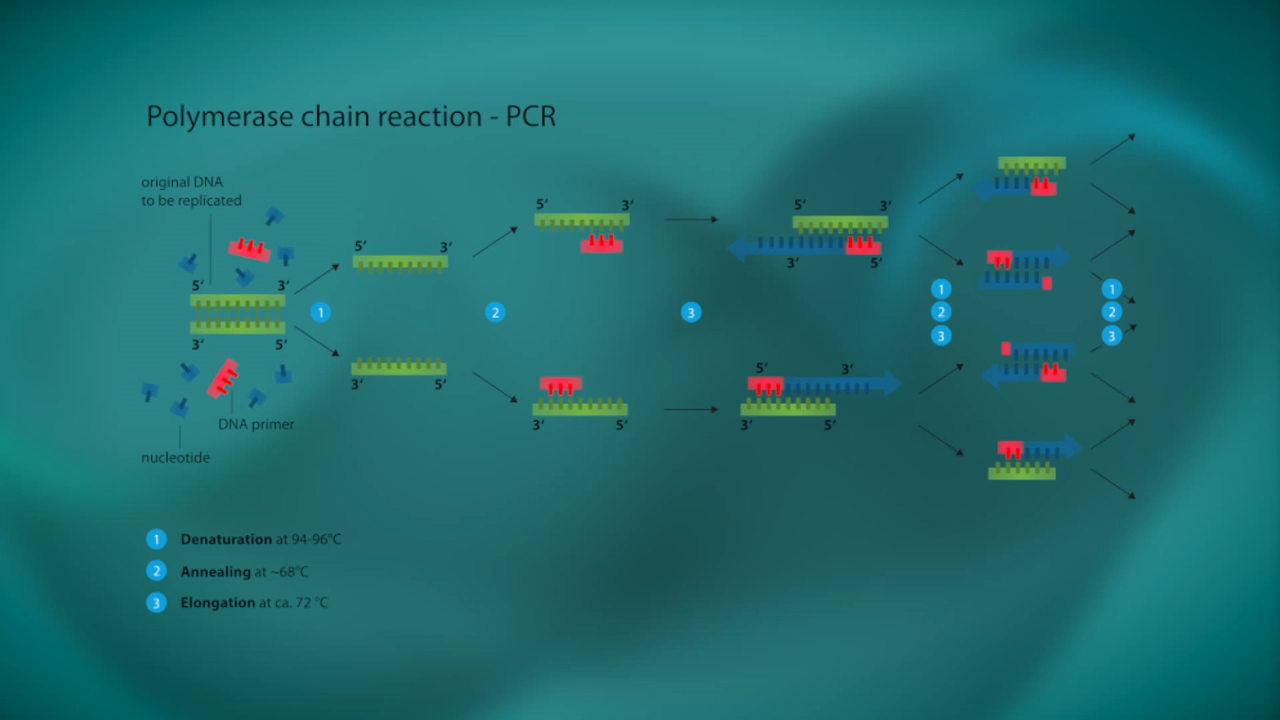 Polymerase chain reaction - PCR
original DNA
to be replicated
5' 3'
3' 5'
DNA primer
nucleotide
1
5' 3'
3' 5'
2
5' 3'
3' 5'
3
5' 3'
3' 5'
5' 3'
3' 5'
1
2
3
1
2
3
1 Denaturation at 94-96°C
2 Annealing at ~68°C
3 Elongation at ca. 72 °C